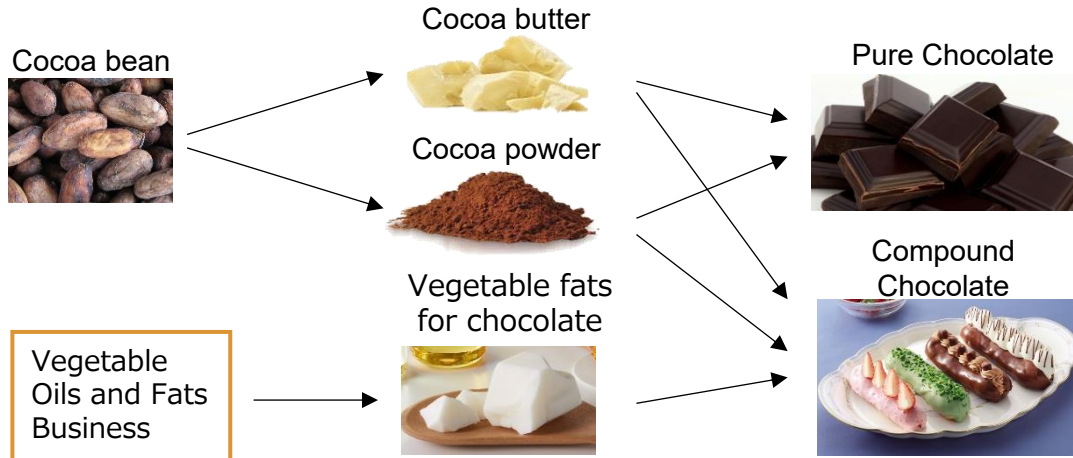 Cocoa butter
Cocoa bean
Pure Chocolate
Cocoa powder
Compound
Chocolate
Vegetable fats
for chocolate
Vegetable
Oils and Fats
Business